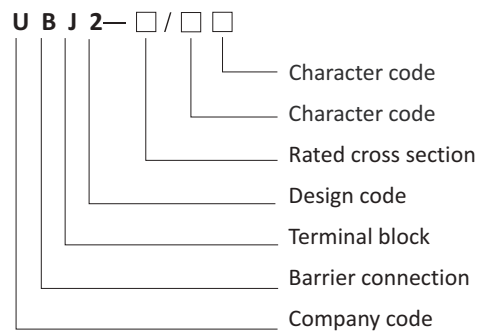 U B J 2— □ / □ □
Character code
Character code
Rated cross section
Design code
Terminal block
Barrier connection
Company code